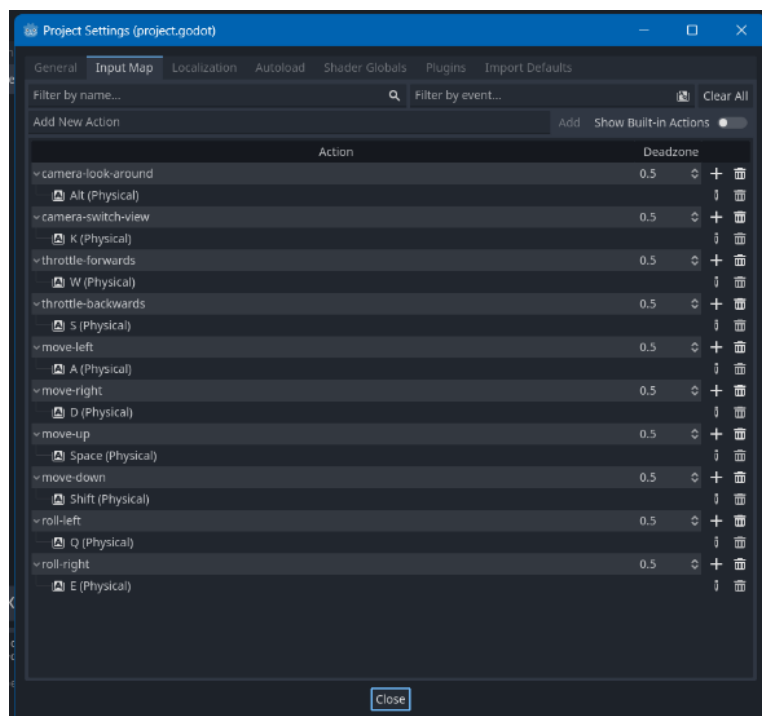 Project Settings (project.godot)
General Input Map Localization Autoload Shader Globals Plugins Import Defaults
Filter by name... Filter by event... Clear All
Add New Action Add Show Built-in Actions
Action Deadzone
camera-look-around 0.5
Alt (Physical)
camera-switch-view 0.5
K (Physical)
throttle-forwards 0.5
W (Physical)
throttle-backwards 0.5
S (Physical)
move-left 0.5
A (Physical)
move-right 0.5
D (Physical)
move-up 0.5
Space (Physical)
move-down 0.5
Shift (Physical)
roll-left 0.5
Q (Physical)
roll-right 0.5
E (Physical)
Close